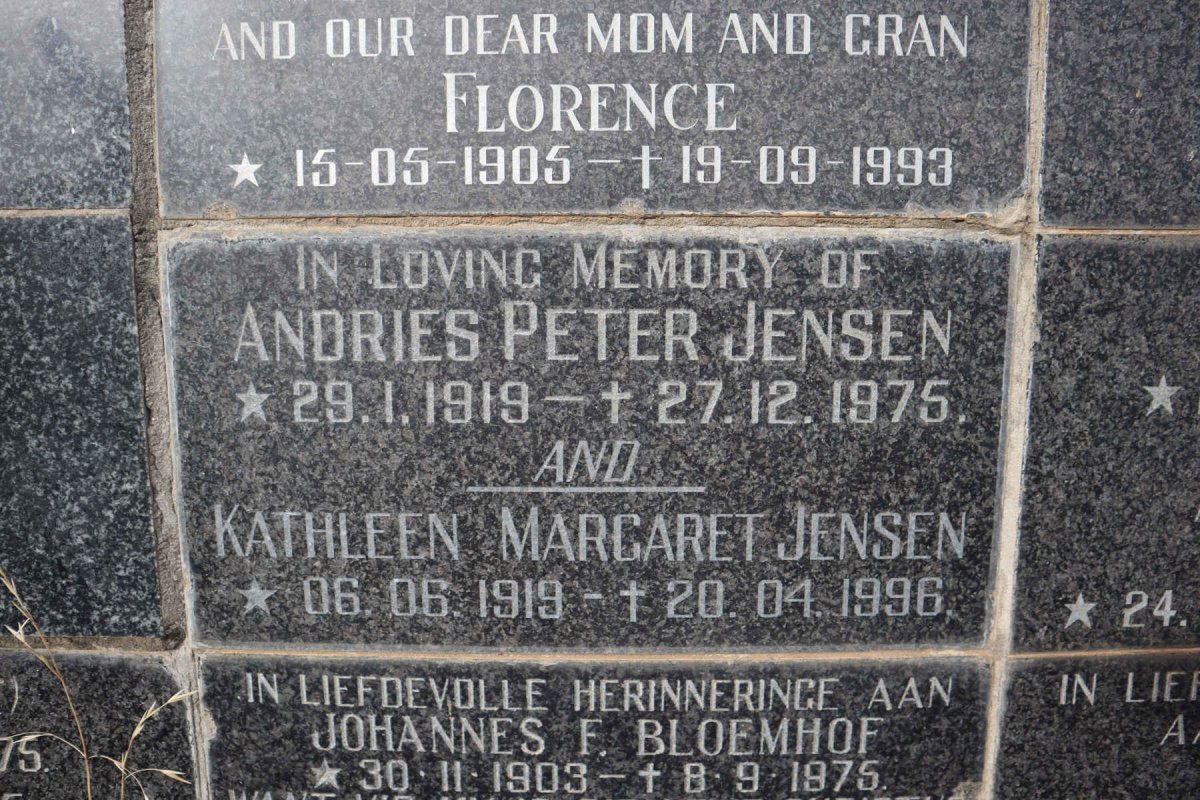 AND OUR DEAR MOM AND GRAN
FLORENCE
★ 15-05-1905 — † 19-09-1993
IN LOVING MEMORY OF
ANDRIES PETER JENSEN
★ 29.1.1919 — † 27.12.1975.
AND
KATHLEEN MARGARET JENSEN
★ 06.06.1919 - † 20.04.1996.
★ 24.
IN LIEFDEVOLLE HERINNERINGE AAN
JOHANNES F. BLOEMHOF
★ 30·11·1903 — † 8·9·1975.
75.
IN